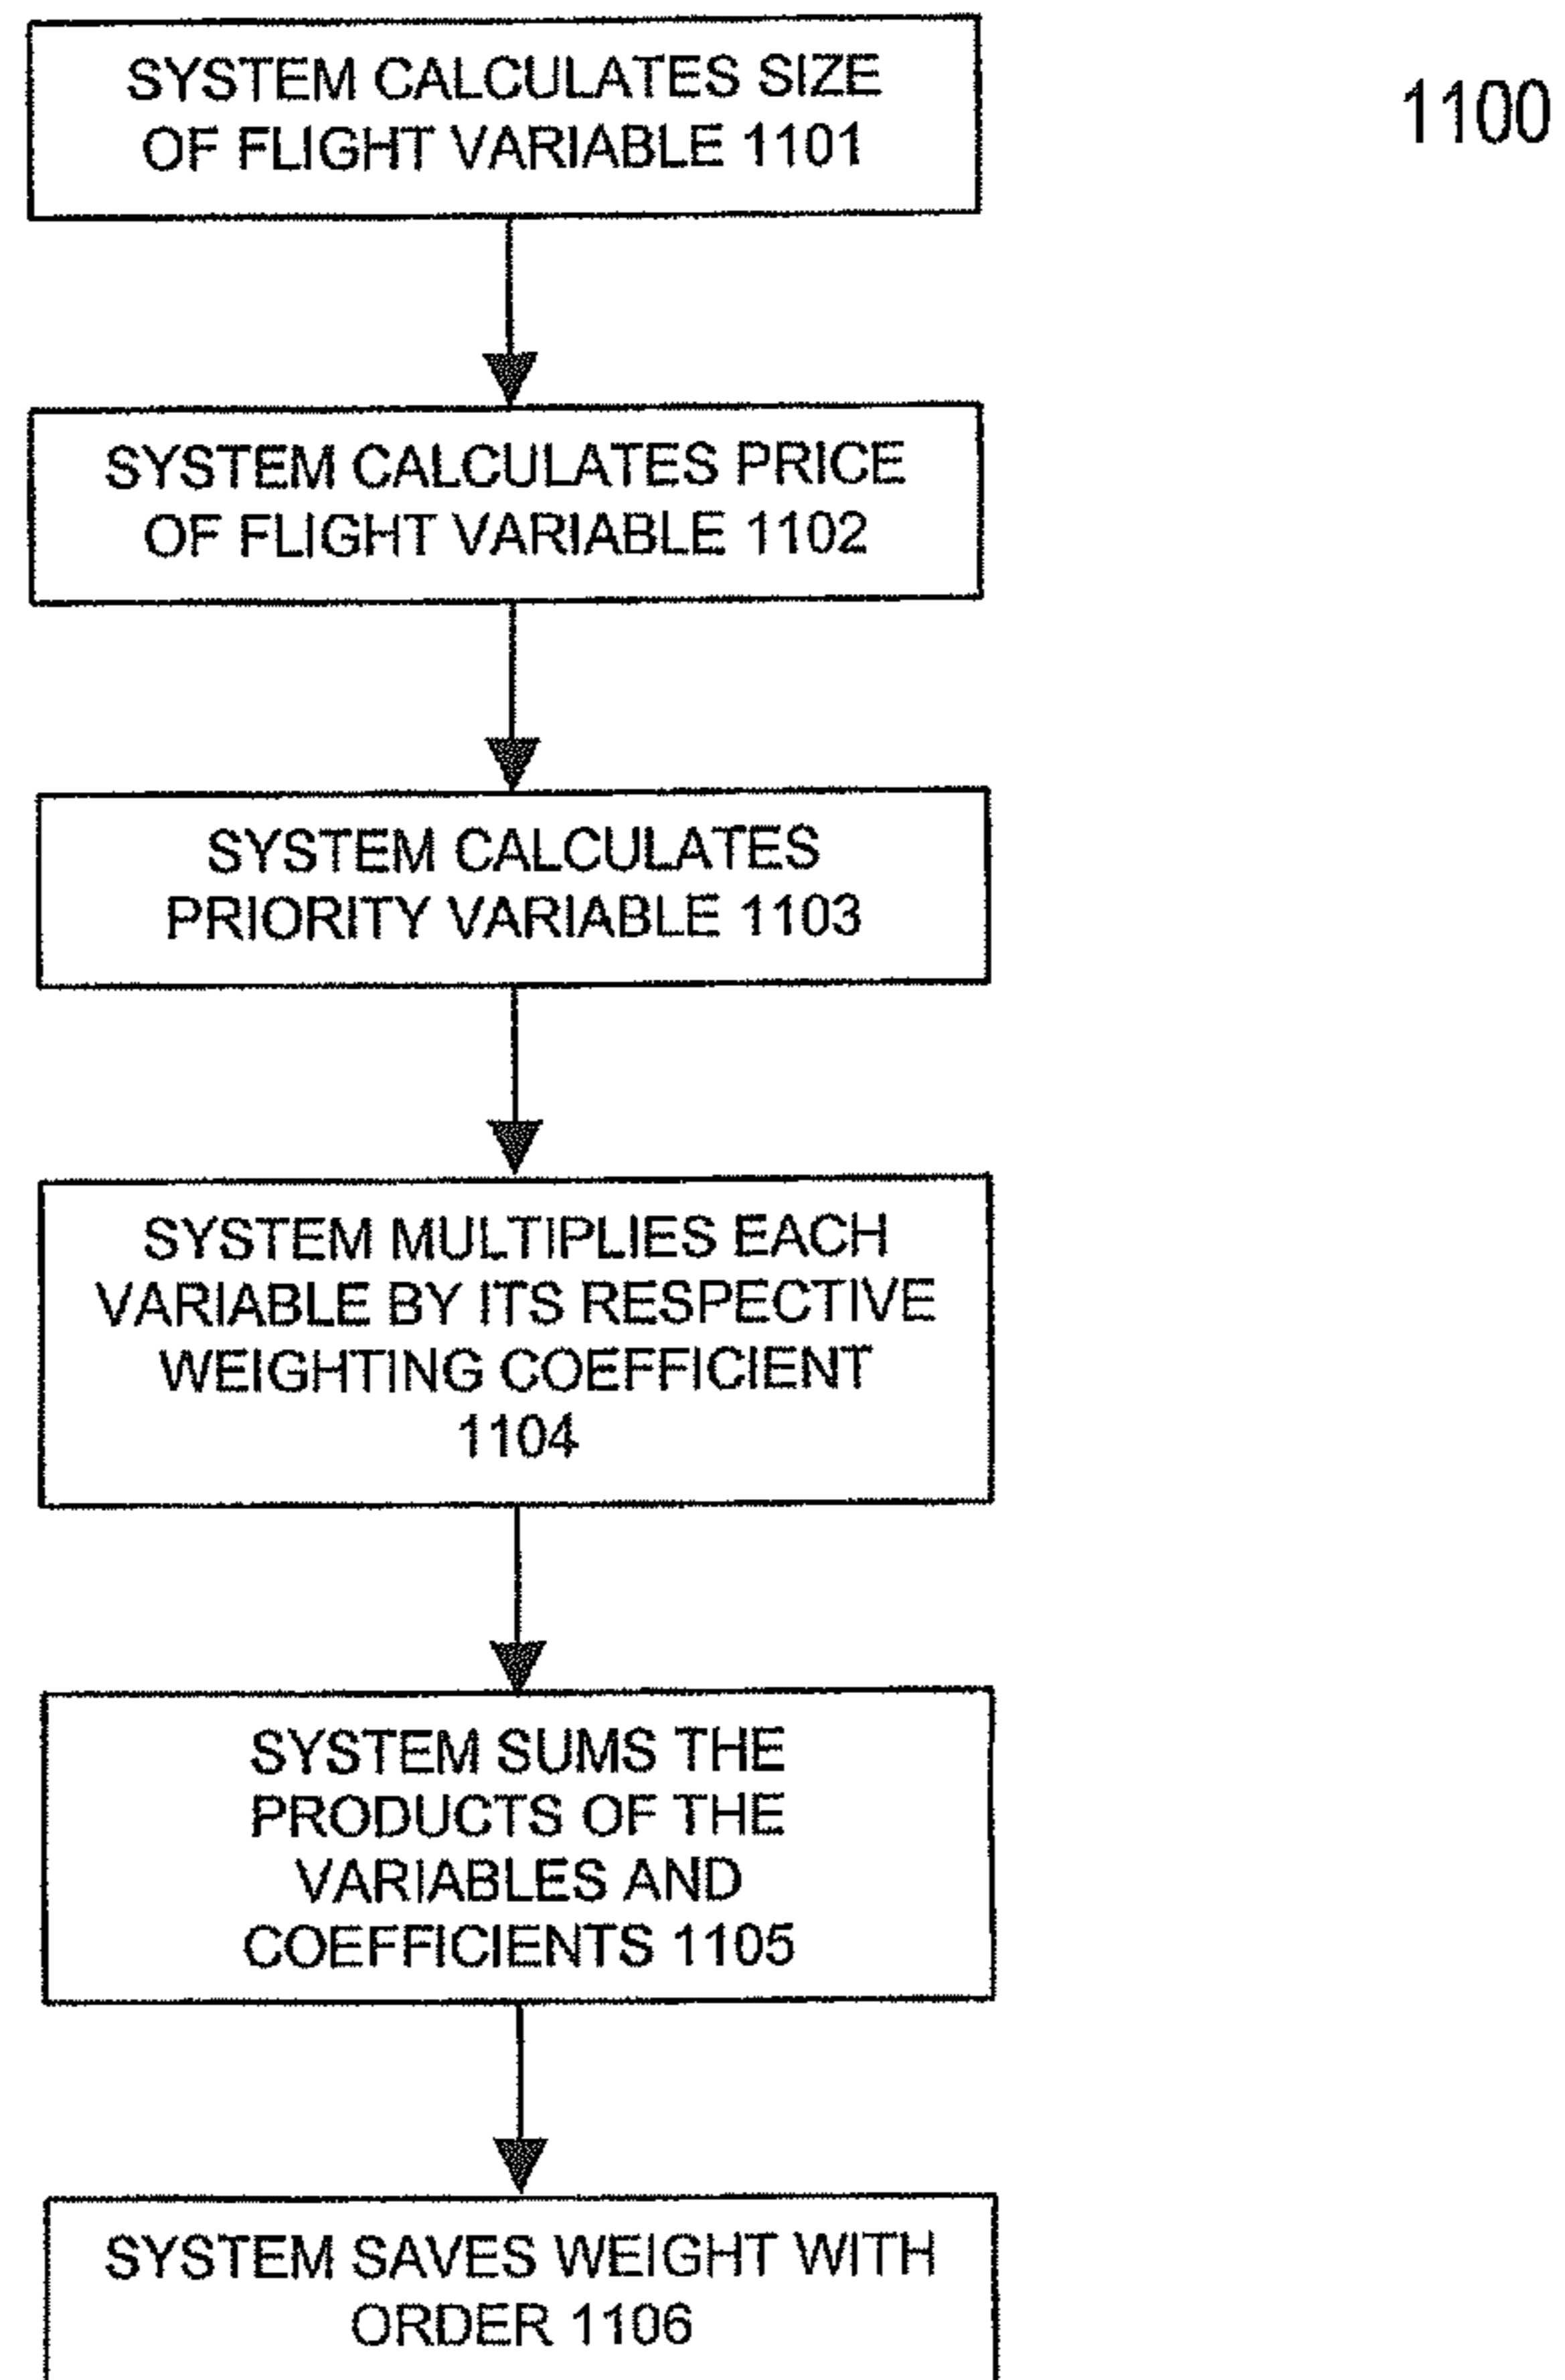 SYSTEM CALCULATES SIZE
OF FLIGHT VARIABLE 1101
1100
SYSTEM CALCULATES PRICE
OF FLIGHT VARIABLE 1102
SYSTEM CALCULATES
PRIORITY VARIABLE 1103
SYSTEM MULTIPLIES EACH
VARIABLE BY ITS RESPECTIVE
WEIGHTING COEFFICIENT
1104
SYSTEM SUMS THE
PRODUCTS OF THE
VARIABLES AND
COEFFICIENTS 1105
SYSTEM SAVES WEIGHT WITH
ORDER 1106